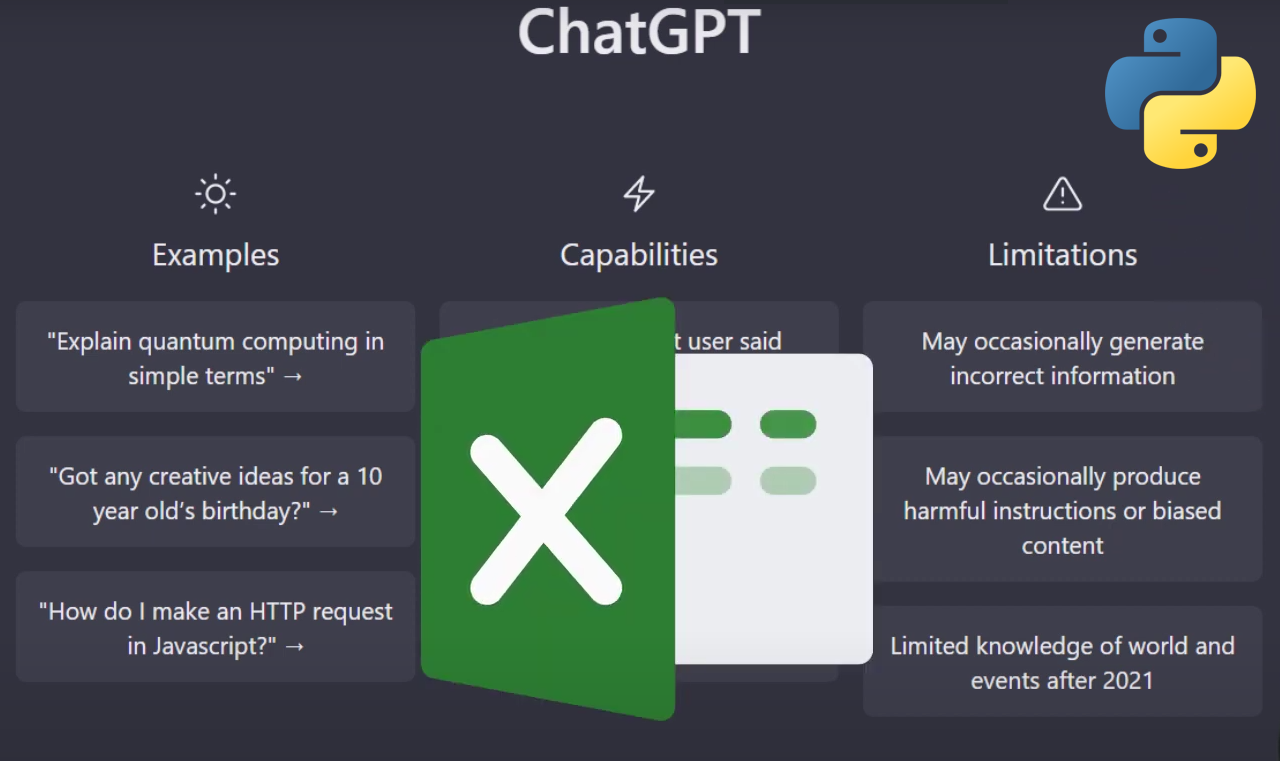 ChatGPT
Examples
"Explain quantum computing in
simple terms" →
"Got any creative ideas for a 10
year old’s birthday?" →
"How do I make an HTTP request
in Javascript?" →
Capabilities
user said
Limitations
May occasionally generate
incorrect information
May occasionally produce
harmful instructions or biased
content
Limited knowledge of world and
events after 2021